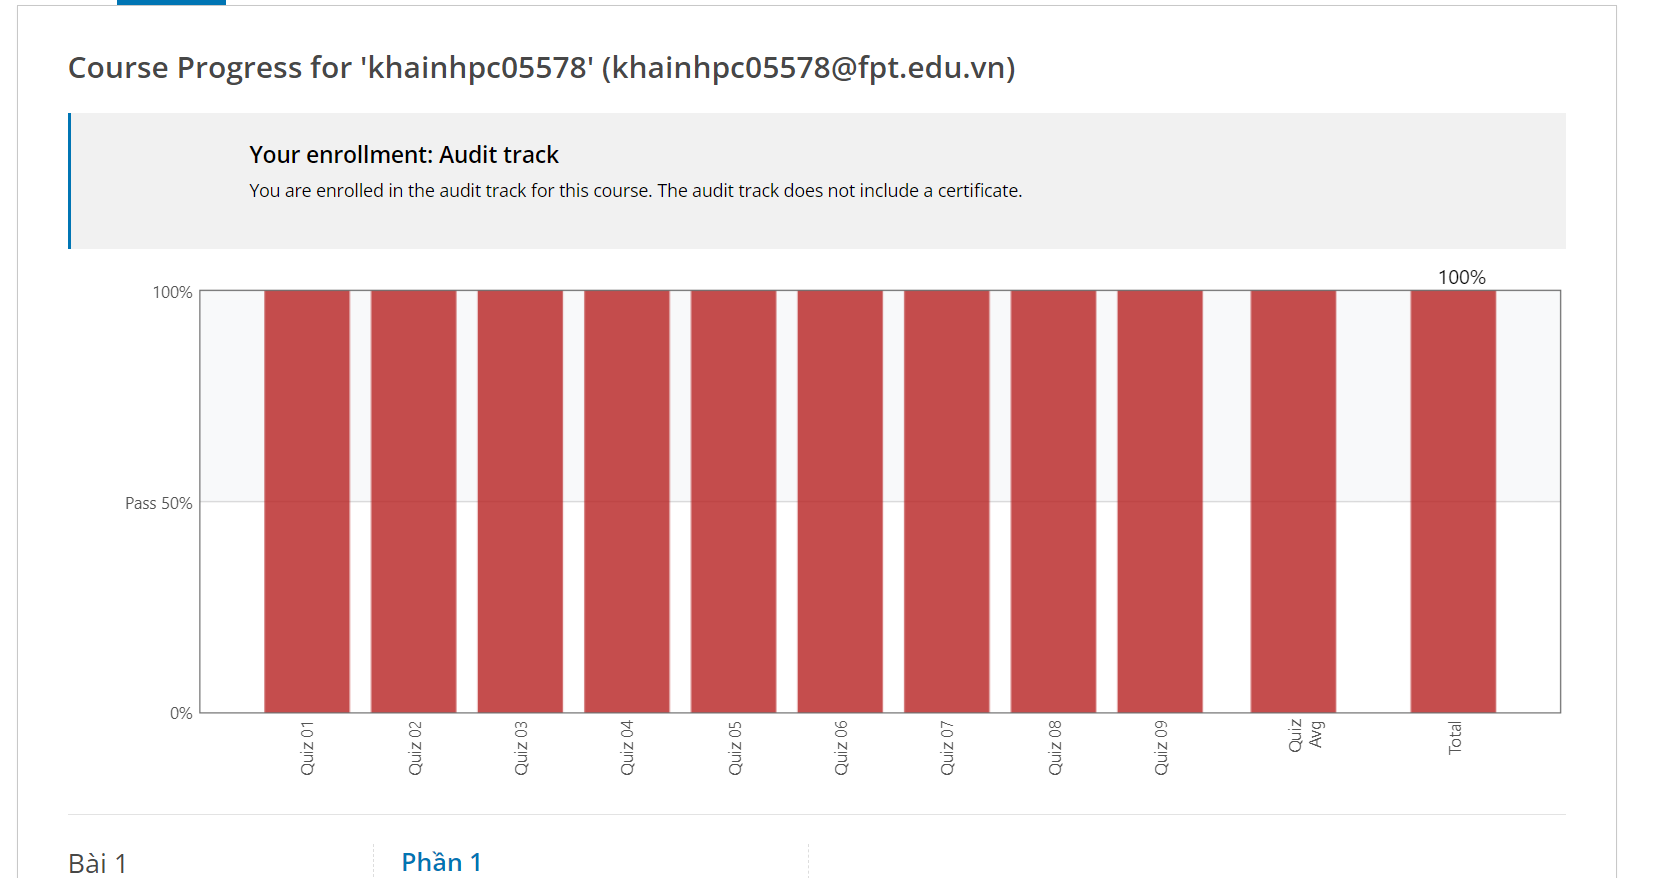 Course Progress for 'khainhpc05578' (khainhpc05578@fpt.edu.vn)
Your enrollment: Audit track
You are enrolled in the audit track for this course. The audit track does not include a certificate.
100%
100%
Pass 50%
0%
Quiz 01
Quiz 02
Quiz 03
Quiz 04
Quiz 05
Quiz 06
Quiz 07
Quiz 08
Quiz 09
Quiz
Avg
Total
Bài 1
Phần 1